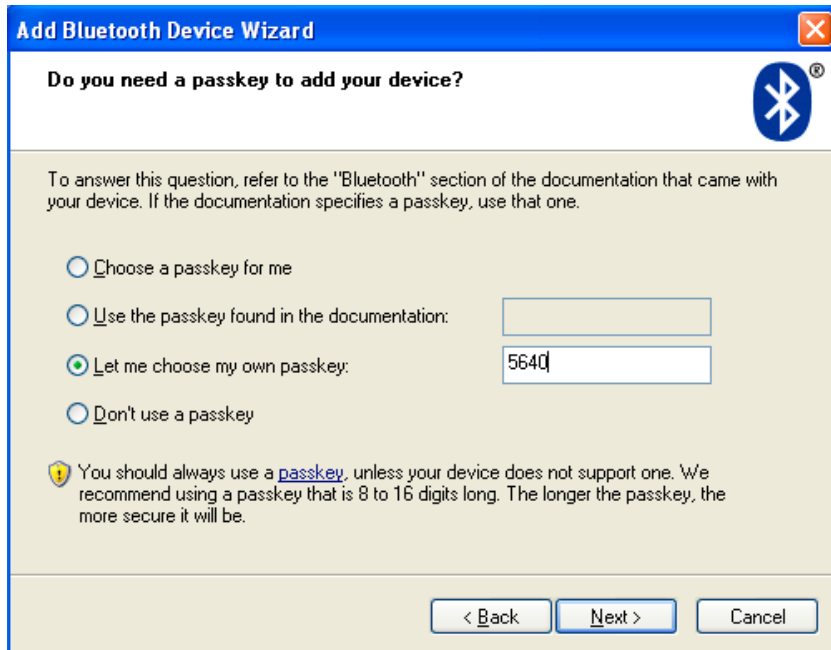 Add Bluetooth Device Wizard
Do you need a passkey to add your device?
®
To answer this question, refer to the "Bluetooth" section of the documentation that came with
your device. If the documentation specifies a passkey, use that one.
Choose a passkey for me
Use the passkey found in the documentation:
Let me choose my own passkey: 5640
Don't use a passkey
You should always use a passkey, unless your device does not support one. We
recommend using a passkey that is 8 to 16 digits long. The longer the passkey, the
more secure it will be.
< Back Next > Cancel